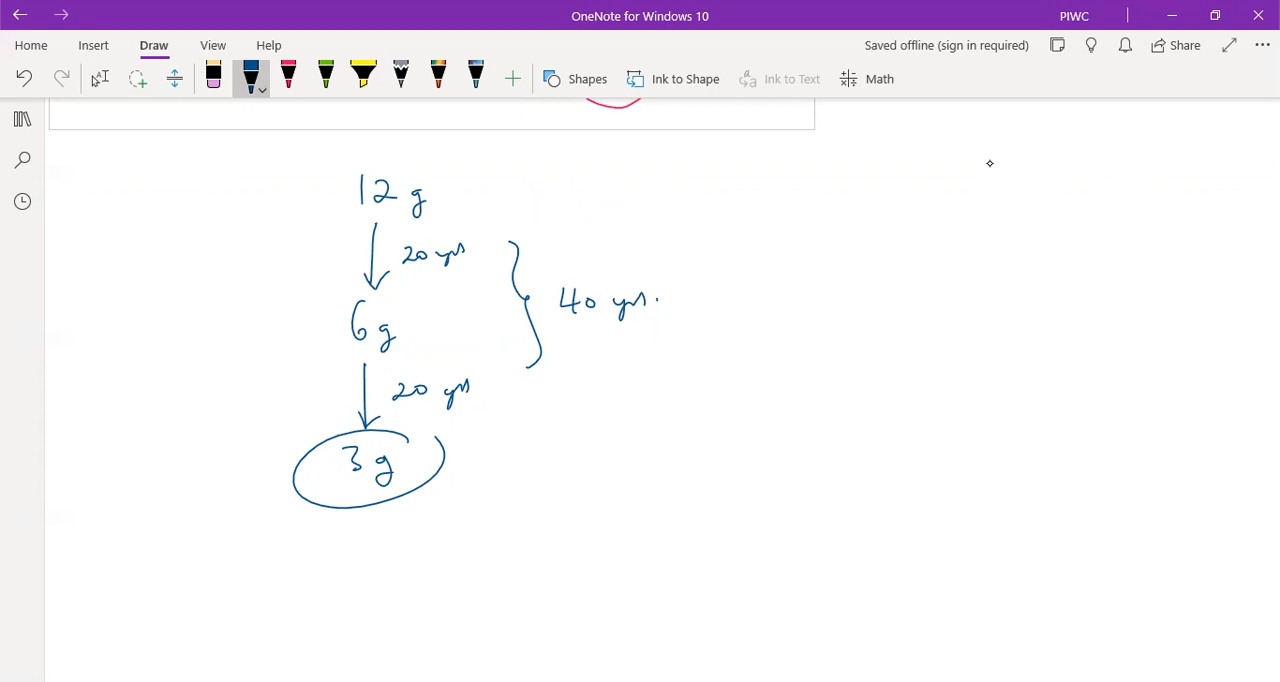 OneNote for Windows 10
PIWC
Home Insert Draw View Help
Saved offline (sign in required) Share
Shapes Ink to Shape Ink to Text Math
12 g
20 yrs
6g
40 yrs.
20 yrs
3 g